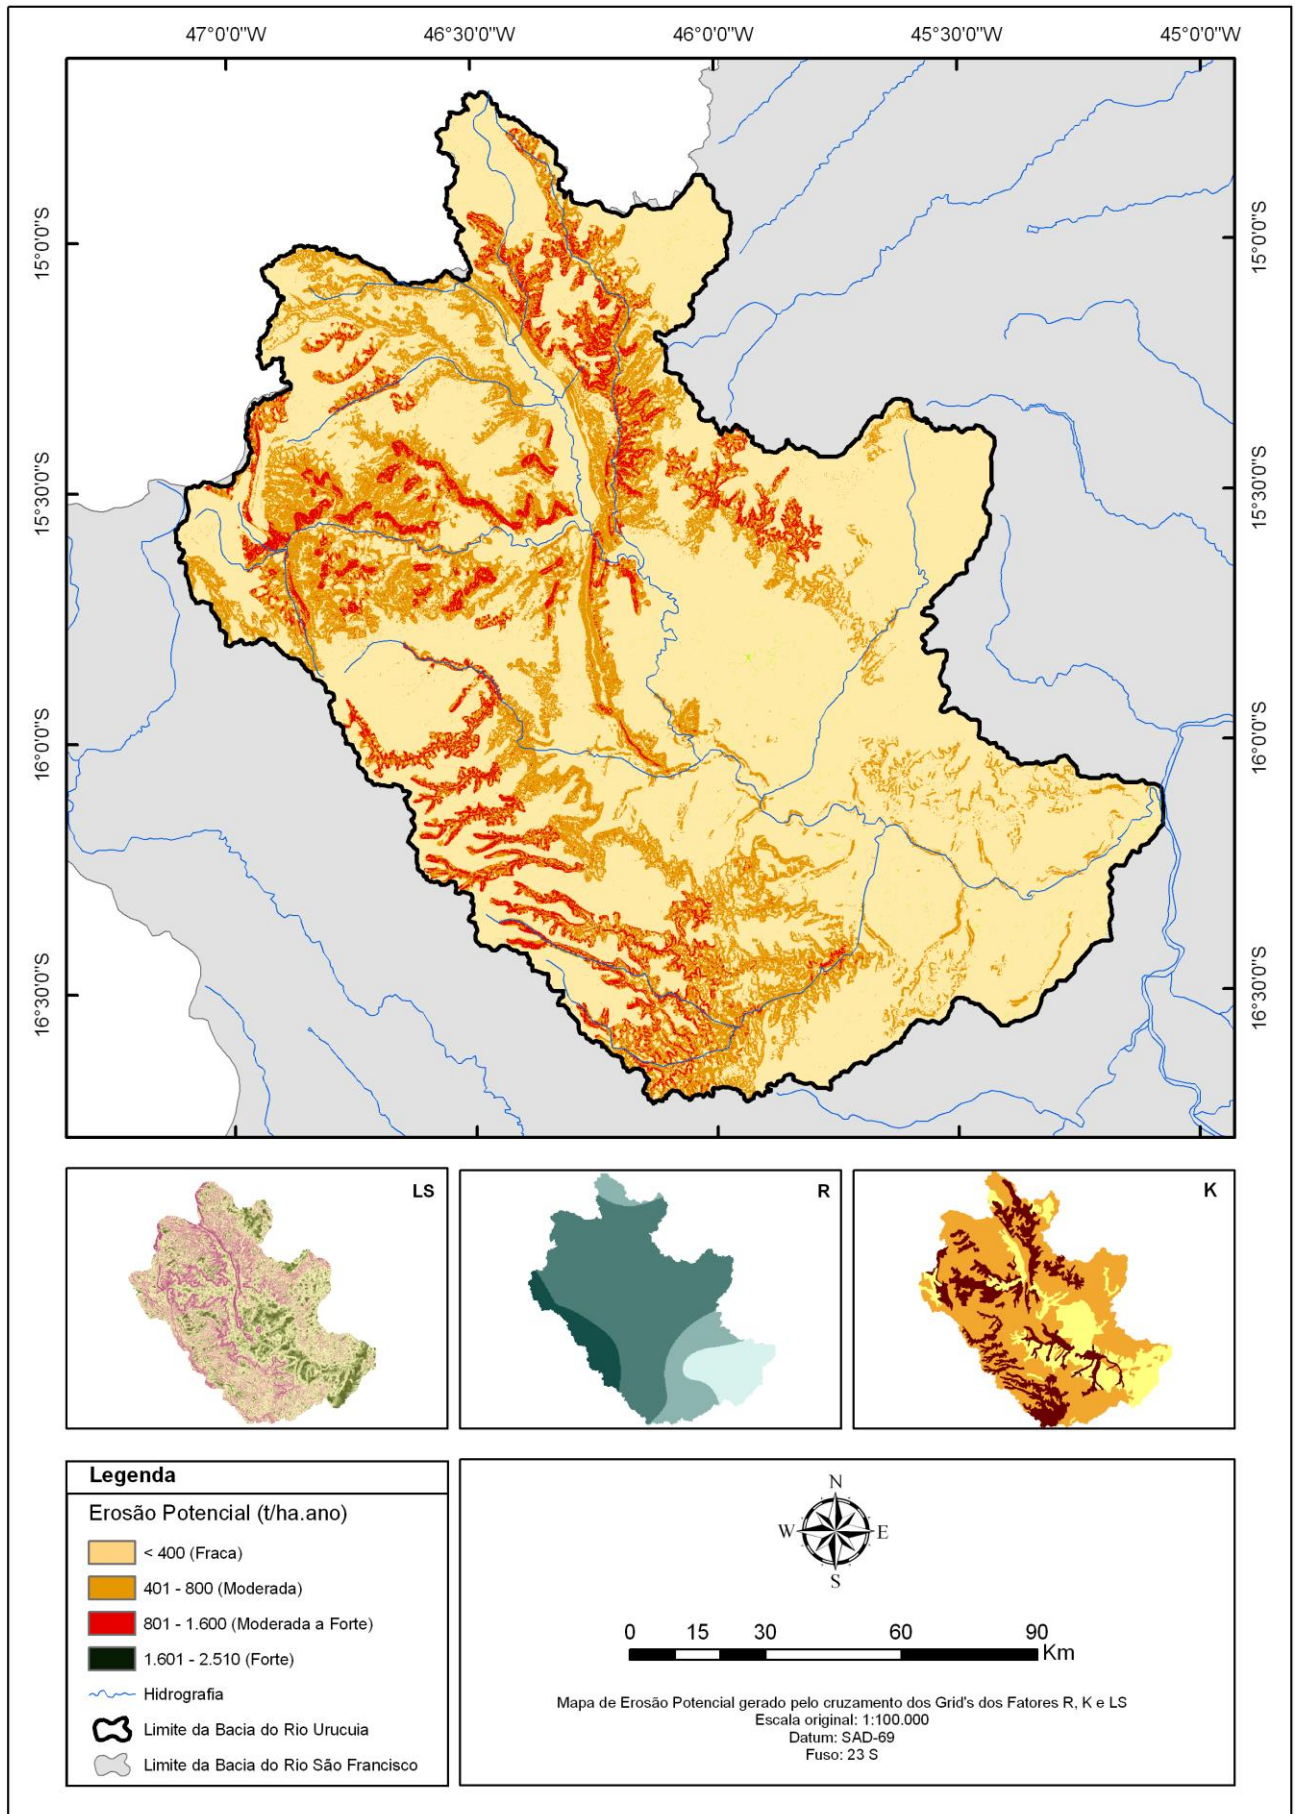 47°0'0"W 46°30'0"W 46°0'0"W 45°30'0"W 45°0'0"W
15°0'0"S 15°0'0"S
15°30'0"S 15°30'0"S
16°0'0"S 16°0'0"S
16°30'0"S 16°30'0"S
LS R K
Legenda
Erosão Potencial (t/ha.ano)
< 400 (Fraca)
401 - 800 (Moderada)
801 - 1.600 (Moderada a Forte)
1.601 - 2.510 (Forte)
Hidrografia
Limite da Bacia do Rio Urucuia
Limite da Bacia do Rio São Francisco
N
W E
S
0 15 30 60 90
Km
Mapa de Erosão Potencial gerado pelo cruzamento dos Grid's dos Fatores R, K e LS
Escala original: 1:100.000
Datum: SAD-69
Fuso: 23 S